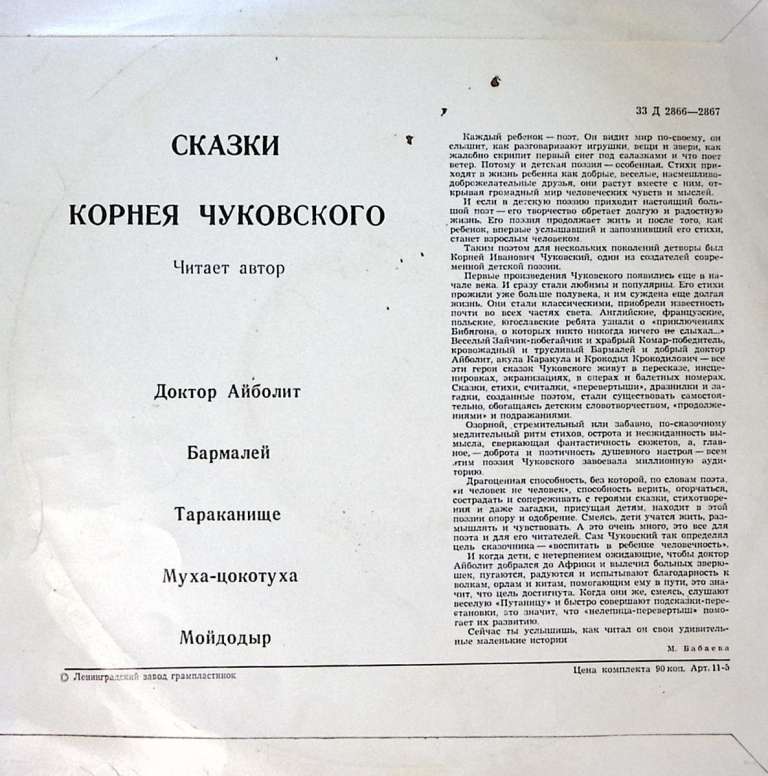 33 Д 2866—2867
СКАЗКИ
КОРНЕЯ ЧУКОВСКОГО
Читает автор
Доктор Айболит
Бармалей
Тараканище
Муха-цокотуха
Мойдодыр
Каждый ребенок — поэт. Он видит мир по-своему, он
слышит, как разговаривают игрушки, вещи и звери, как
жалобно скрипит первый снег под салазками и что поет
ветер. Потому и детская поэзия — особенная. Стихи при-
ходят в жизнь ребенка как добрые, веселые, насмешливо-
доброжелательные друзья, они растут вместе с ним, от-
крывая громадный мир человеческих чувств и мыслей.
И если в детскую поэзию приходит настоящий боль-
шой поэт — его творчество обретает долгую и радостную
жизнь. Его поэзия продолжает жить и после того, как
ребенок, впервые услышавший и запомнивший его стихи,
станет взрослым человеком.
Таким поэтом для нескольких поколений детворы был
Корней Иванович Чуковский, один из создателей совре-
менной детской поэзии.
Первые произведения Чуковского появились еще в на-
чале века. И сразу стали любимы и популярны. Его стихи
прожили уже больше полувека, и им суждена еще долгая
жизнь. Они стали классическими, приобрели известность
почти во всех частях света. Английские, французские,
польские, югославские ребята узнали о «приключениях
Бибигона, о которых никто никогда ничего не слыхал...»
Веселый Зайчик-побегайчик и храбрый Комар-победитель,
кровожадный и трусливый Бармалей и добрый доктор
Айболит, акула Каракула и Крокодил Крокодилович — все
эти герои сказок Чуковского живут в пересказе, инсце-
нировках, экранизациях, в операх и балетных номерах.
Сказки, стихи, считалки, «перевертыши», дразнилки и за-
гадки, созданные поэтом, стали существовать самостоя-
тельно, обогащаясь детским словотворчеством, «продолже-
ниями» и подражаниями.
Озорной, стремительный или забавно, по-сказочному
медлительный ритм стихов, острота и неожиданность вы-
мысла, сверкающая фантастичность сюжетов, а, глав-
ное, — доброта и поэтичность душевного настроя — всем
этим поэзия Чуковского завоевала миллионную ауди-
торию.
Драгоценная способность, без которой, по словам поэта,
«и человек не человек», способность верить, огорчаться,
сострадать и сопереживать с героями сказки, стихотворе-
ния и даже загадки, присущая детям, находит в этой
поэзии опору и одобрение. Смеясь, дети учатся жить, раз-
мышлять и чувствовать. А это очень много, это все для
поэта и для его читателей. Сам Чуковский так определял
цель сказочника — «воспитать в ребенке человечность».
И когда дети, с нетерпением ожидающие, чтобы доктор
Айболит добрался до Африки и вылечил больных зверю-
шек, пугаются, радуются и испытывают благодарность к
волкам, орлам и китам, помогающим ему в пути, это зна-
чит, что цель достигнута. Когда они же, смеясь, слушают
веселую «Путаницу» и быстро совершают подсказки-пере-
становки, это значит, что «нелепица-перевертыш» помо-
гает их развитию.
Сейчас ты услышишь, как читал он свои удивитель-
ные маленькие истории
М. Бабаева
© Ленинградский завод грампластинок
Цена комплекта 90 коп. Арт. 11-5